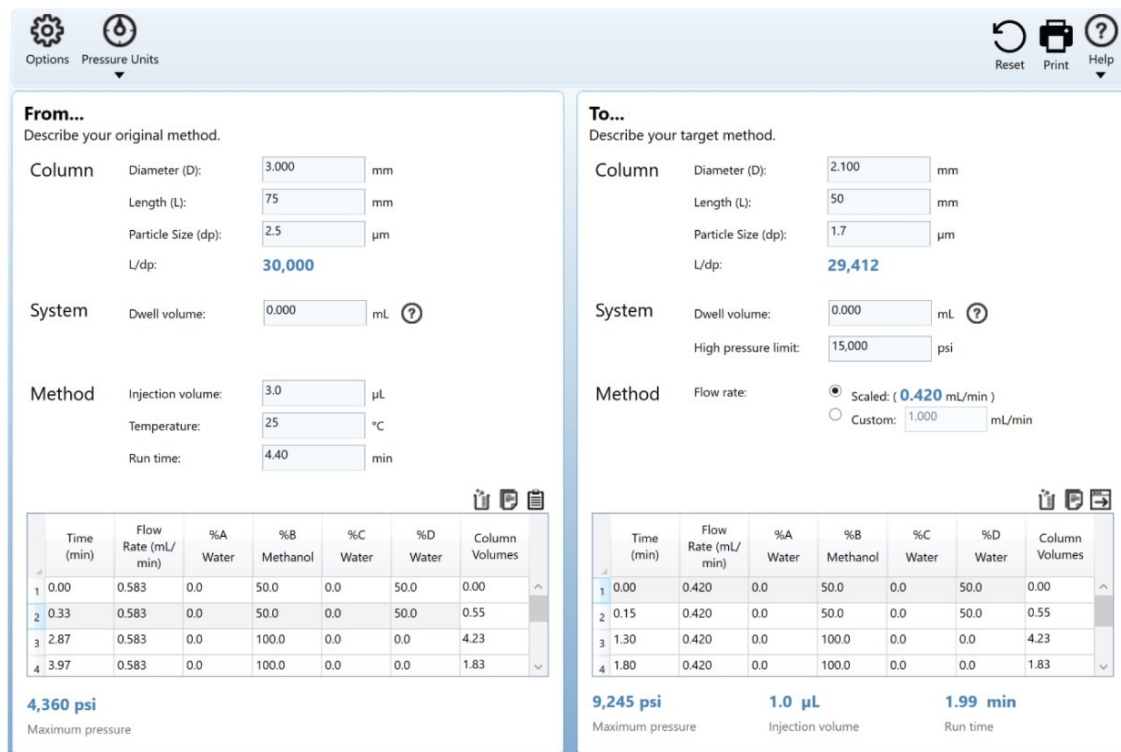 Options Pressure Units Reset Print Help
From...
Describe your original method.
Column Diameter (D): 3.000 mm
Length (L): 75 mm
Particle Size (dp): 2.5 µm
L/dp: 30,000
System Dwell volume: 0.000 mL ?
Method Injection volume: 3.0 µL
Temperature: 25 °C
Run time: 4.40 min
Time (min) Flow Rate (mL/min) %A Water %B Methanol %C Water %D Water Column Volumes
1 0.00 0.583 0.0 50.0 0.0 50.0 0.00
2 0.33 0.583 0.0 50.0 0.0 50.0 0.55
3 2.87 0.583 0.0 100.0 0.0 0.0 4.23
4 3.97 0.583 0.0 100.0 0.0 0.0 1.83
4,360 psi
Maximum pressure
To...
Describe your target method.
Column Diameter (D): 2.100 mm
Length (L): 50 mm
Particle Size (dp): 1.7 µm
L/dp: 29,412
System Dwell volume: 0.000 mL ?
High pressure limit: 15,000 psi
Method Flow rate: Scaled: ( 0.420 mL/min )
Custom: 1.000 mL/min
Time (min) Flow Rate (mL/min) %A Water %B Methanol %C Water %D Water Column Volumes
1 0.00 0.420 0.0 50.0 0.0 50.0 0.00
2 0.15 0.420 0.0 50.0 0.0 50.0 0.55
3 1.30 0.420 0.0 100.0 0.0 0.0 4.23
4 1.80 0.420 0.0 100.0 0.0 0.0 1.83
9,245 psi 1.0 µL 1.99 min
Maximum pressure Injection volume Run time